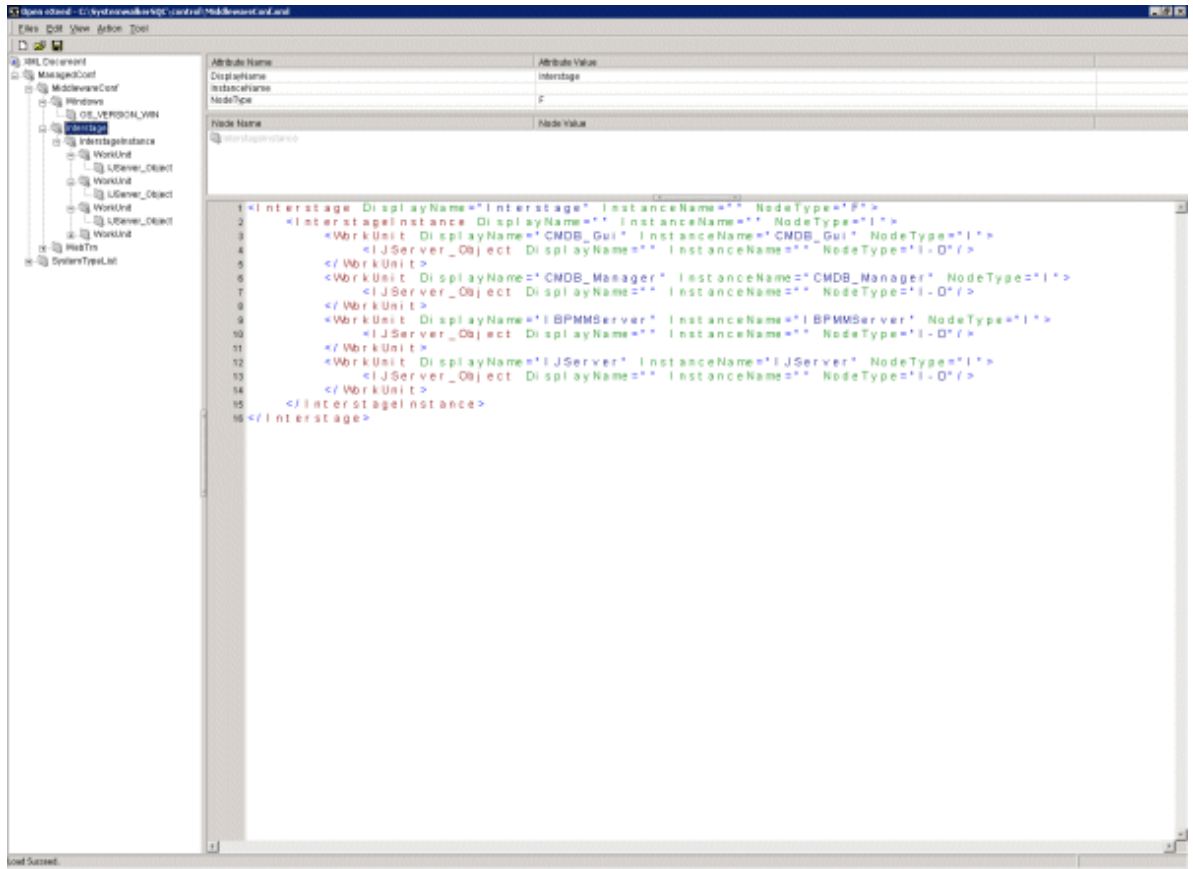 Open xStend - C:\SystemwalkerSQC\control\MiddlewareConf.xml
Files Edit View Action Tool
XML Document
ManagedConf
MiddlewareConf
Windows
OS_VERSION_WIN
Interstage
InterstageInstance
WorkUnit
IJServer_Object
WorkUnit
IJServer_Object
WorkUnit
IJServer_Object
WorkUnit
WebTrn
SystemTypeList
Attribute Name Attribute Value
DisplayName Interstage
InstanceName
NodeType F
Node Name Node Value
InterstageInstance
1 <Interstage DisplayName="Interstage" InstanceName="" NodeType="F">
2 <InterstageInstance DisplayName="" InstanceName="" NodeType="I">
3 <WorkUnit DisplayName="CMDB_Gui" InstanceName="CMDB_Gui" NodeType="I">
4 <IJServer_Object DisplayName="" InstanceName="" NodeType="I-O"/>
5 </WorkUnit>
6 <WorkUnit DisplayName="CMDB_Manager" InstanceName="CMDB_Manager" NodeType="I">
7 <IJServer_Object DisplayName="" InstanceName="" NodeType="I-O"/>
8 </WorkUnit>
9 <WorkUnit DisplayName="IBPMMServer" InstanceName="IBPMMServer" NodeType="I">
10 <IJServer_Object DisplayName="" InstanceName="" NodeType="I-O"/>
11 </WorkUnit>
12 <WorkUnit DisplayName="IJServer" InstanceName="IJServer" NodeType="I">
13 <IJServer_Object DisplayName="" InstanceName="" NodeType="I-O"/>
14 </WorkUnit>
15 </InterstageInstance>
16 </Interstage>
Load Succeed.